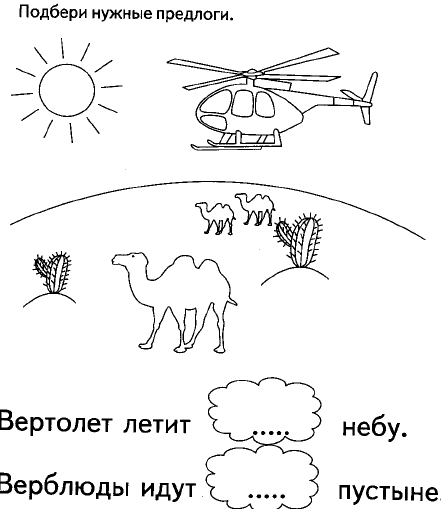 Подбери нужные предлоги.
Вертолет летит ..... небу.
Верблюды идут ..... пустыне.